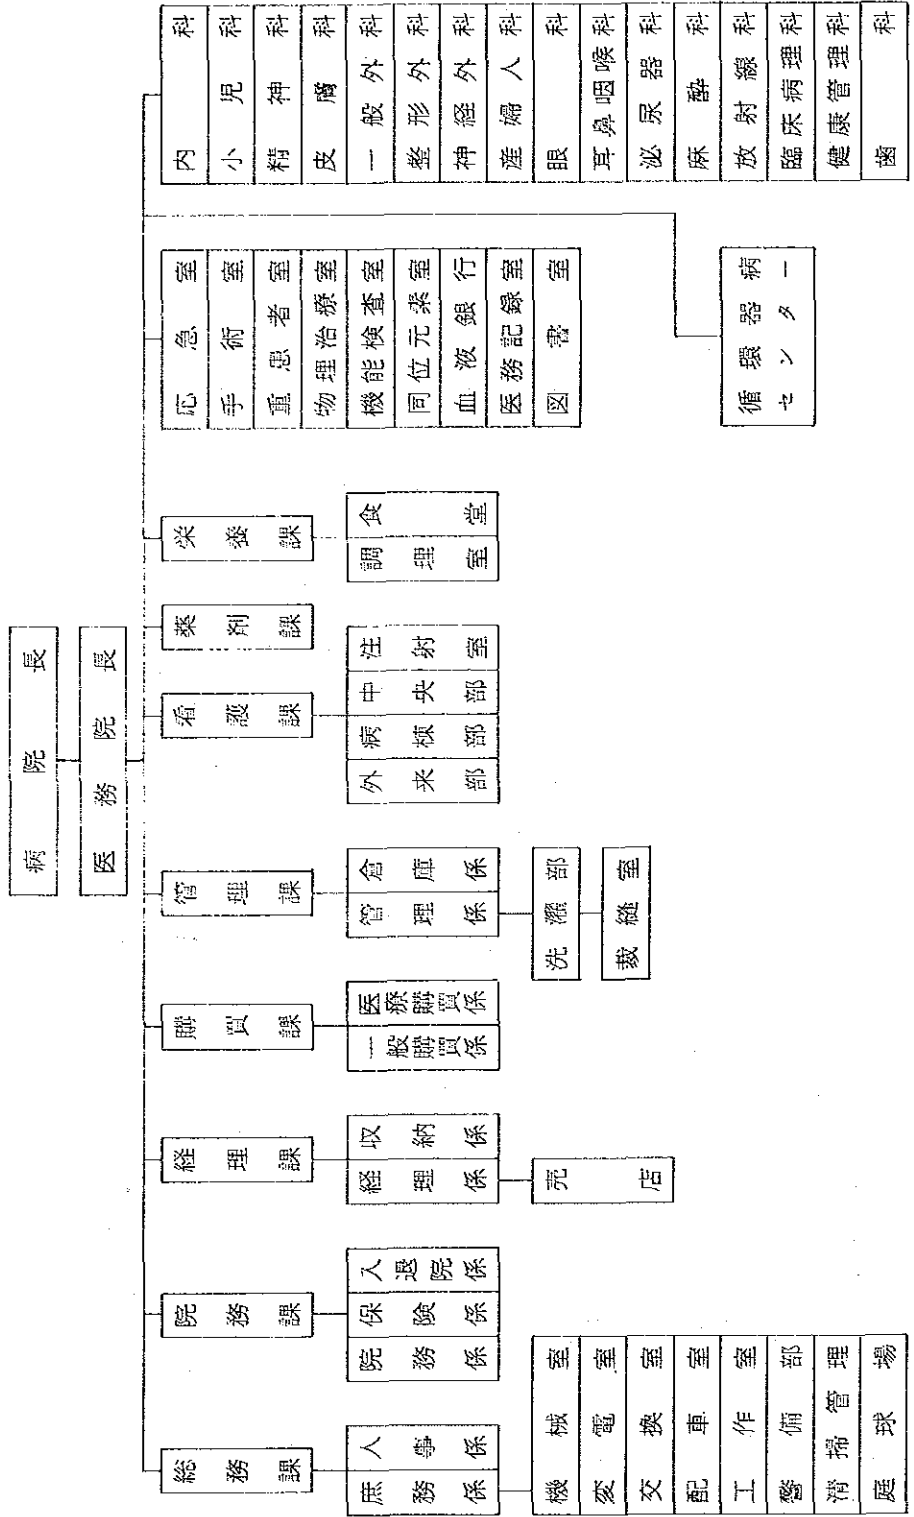 病院長
医務院長
総務課
人事係
庶務係
機械室
変電室
交換室
配車室
工作室
警備部
清掃管理
庭球場
院務課
入退院係
保険係
院務係
経理課
収納係
経理係
売店
購買課
医療購買係
一般購買係
管理課
倉庫係
管理係
洗濯部
裁縫室
看護課
注射室
中央部
病棟部
外来部
薬剤課
栄養課
食堂
調理室
応急室
手術室
重患者室
物理治療室
機能検査室
同位元素室
血液銀行
医務記録室
図書室
循環器病
センター
内科
小児科
精神科
皮膚科
一般外科
整形外科
神経外科
産婦人科
眼科
耳鼻咽喉科
泌尿器科
麻酔科
放射線科
臨床病理科
健康管理科
歯科